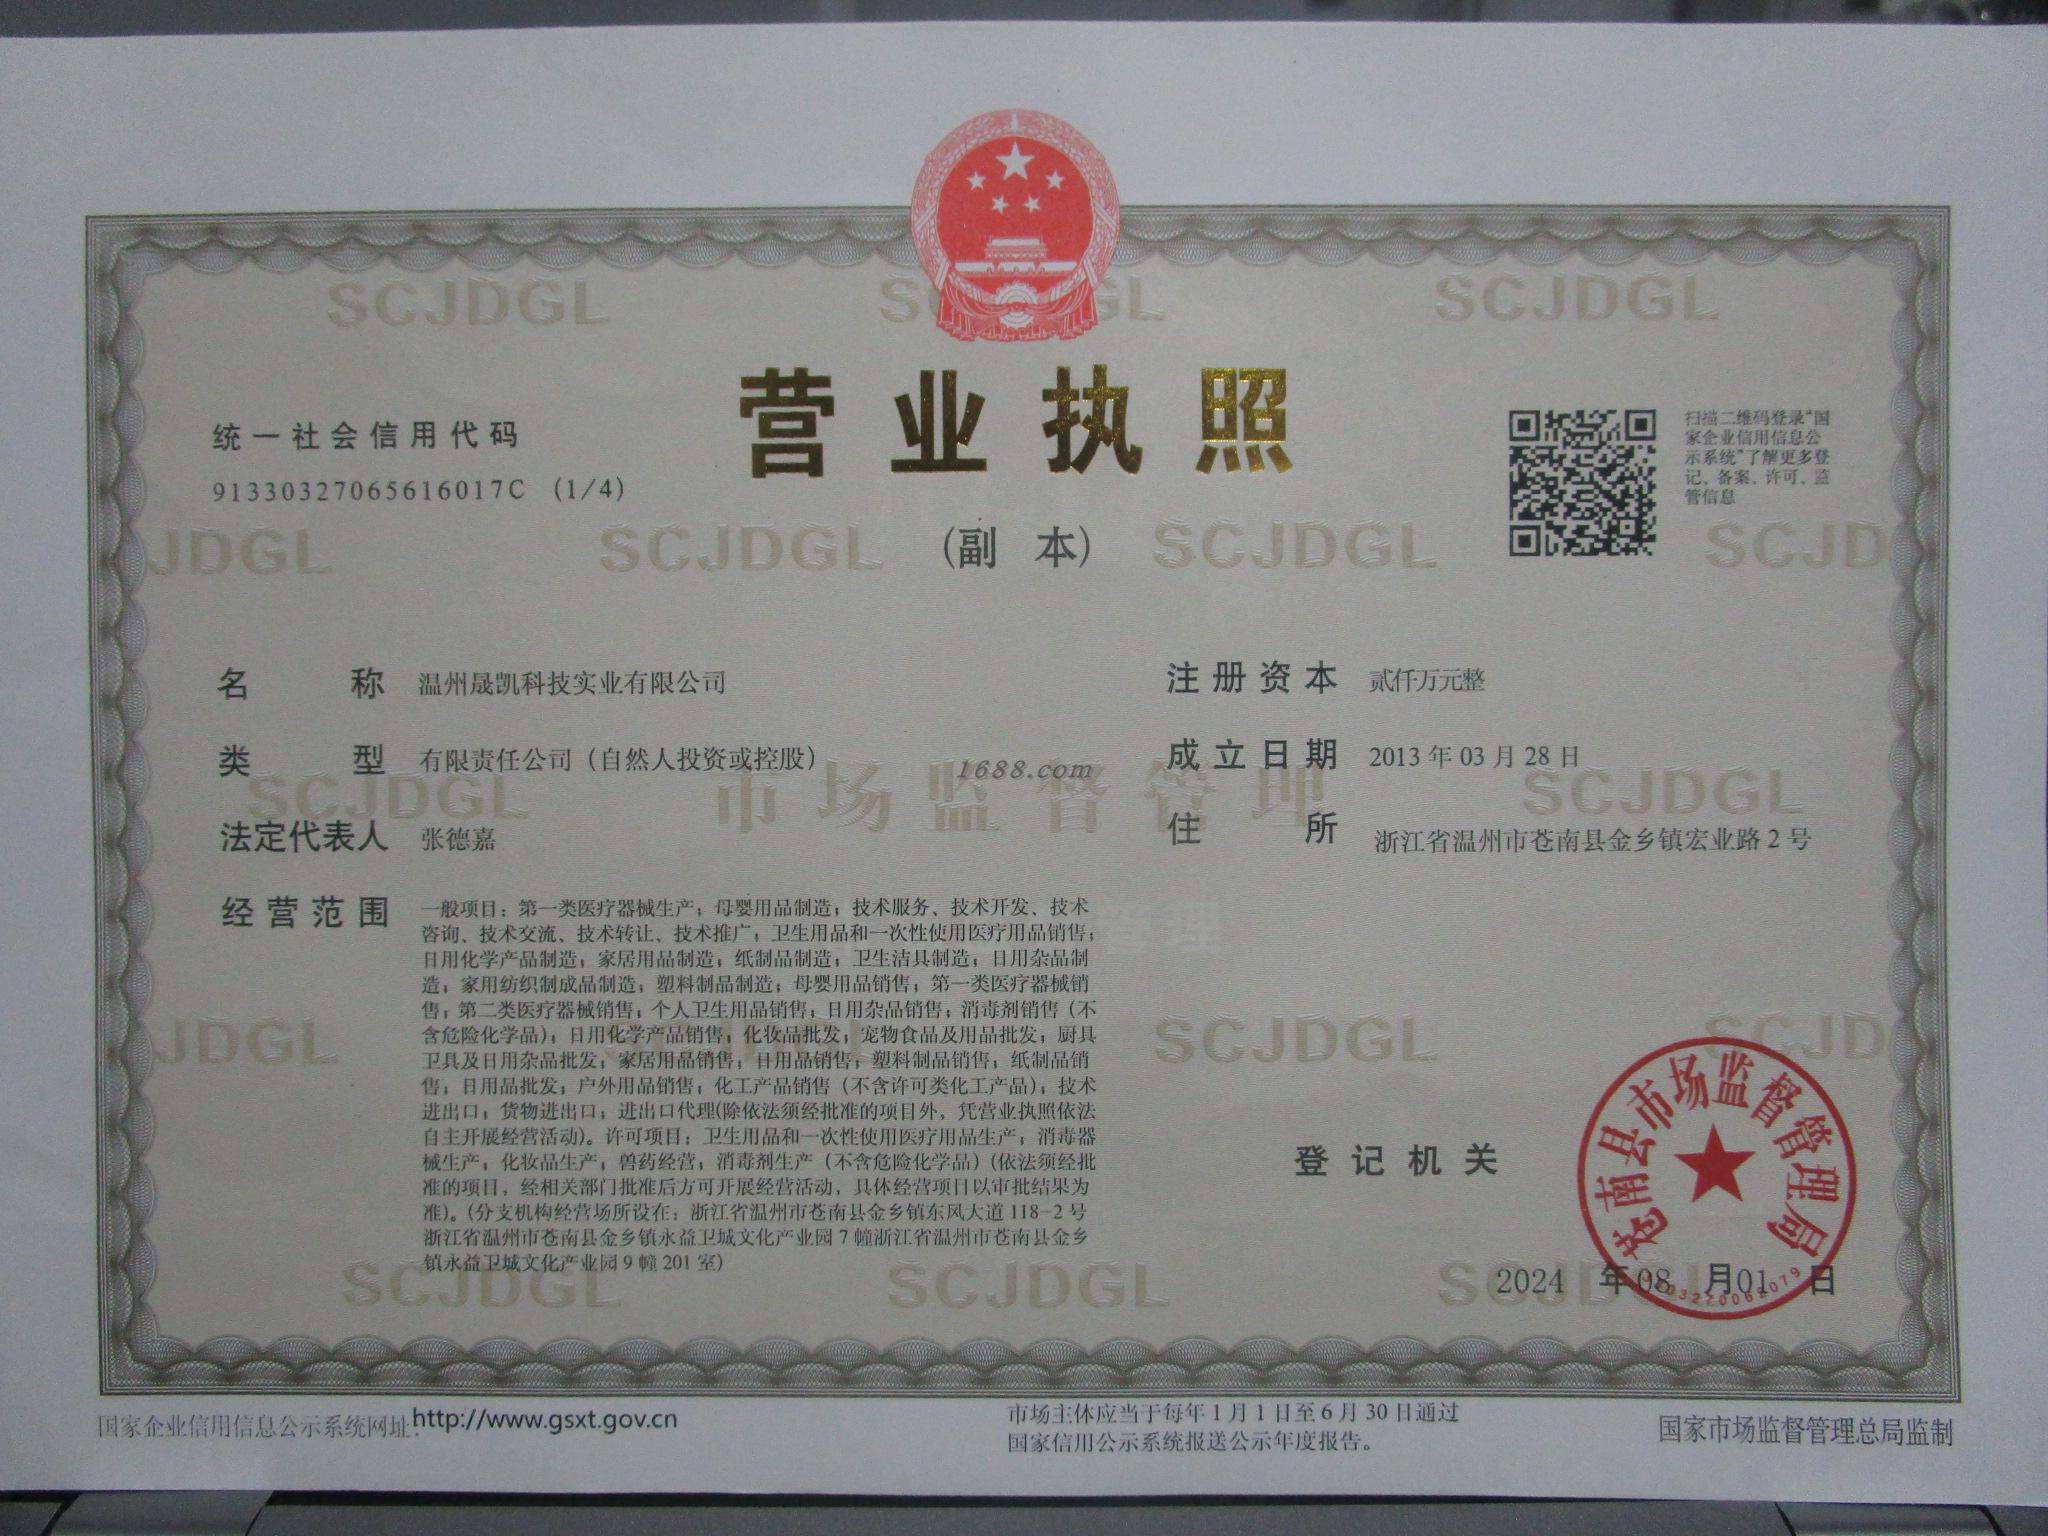 SCJDGL SCJDGL SCJDGL
营业执照
(副 本)
统一社会信用代码
91330327065616017C (1/4)
扫描二维码登录“国
家企业信用信息公
示系统”了解更多登
记、备案、许可、监
管信息
JDGL SCJDGL SCJDGL SCJD
名 称 温州晟凯科技实业有限公司
类 型 有限责任公司（自然人投资或控股）
法定代表人 张德嘉
经营范围 一般项目：第一类医疗器械生产；母婴用品制造；技术服务、技术开发、技术
咨询、技术交流、技术转让、技术推广；卫生用品和一次性使用医疗用品销售；
日用化学产品制造；家居用品制造；纸制品制造；卫生洁具制造；日用杂品制
造；家用纺织制成品制造；塑料制品制造；母婴用品销售；第一类医疗器械销
售；第二类医疗器械销售；个人卫生用品销售；日用杂品销售；消毒剂销售（不
含危险化学品）；日用化学产品销售；化妆品批发；宠物食品及用品批发；厨具
卫具及日用杂品批发；家居用品销售；日用品销售；塑料制品销售；纸制品销
售；日用品批发；户外用品销售；化工产品销售（不含许可类化工产品）；技术
进出口；货物进出口；进出口代理(除依法须经批准的项目外，凭营业执照依法
自主开展经营活动)。许可项目：卫生用品和一次性使用医疗用品生产；消毒器
械生产；化妆品生产；兽药经营；消毒剂生产（不含危险化学品）(依法须经批
准的项目，经相关部门批准后方可开展经营活动，具体经营项目以审批结果为
准)。(分支机构经营场所设在：浙江省温州市苍南县金乡镇东风大道118-2号
浙江省温州市苍南县金乡镇永益卫城文化产业园7幢浙江省温州市苍南县金乡
镇永益卫城文化产业园9幢201室)
注册资本 贰仟万元整
成立日期 2013年03月28日
住 所 浙江省温州市苍南县金乡镇宏业路2号
1688.com
SCJDGL 市场监督管理 SCJDGL
管理
JDGL SCJDGL SCJD
登记机关
苍南县市场监督管理局
2024 年08 月01 日
SCJDGL SCJDGL SCJDGL
国家企业信用信息公示系统网址：http://www.gsxt.gov.cn
市场主体应当于每年1月1日至6月30日通过
国家信用公示系统报送公示年度报告。
国家市场监督管理总局监制